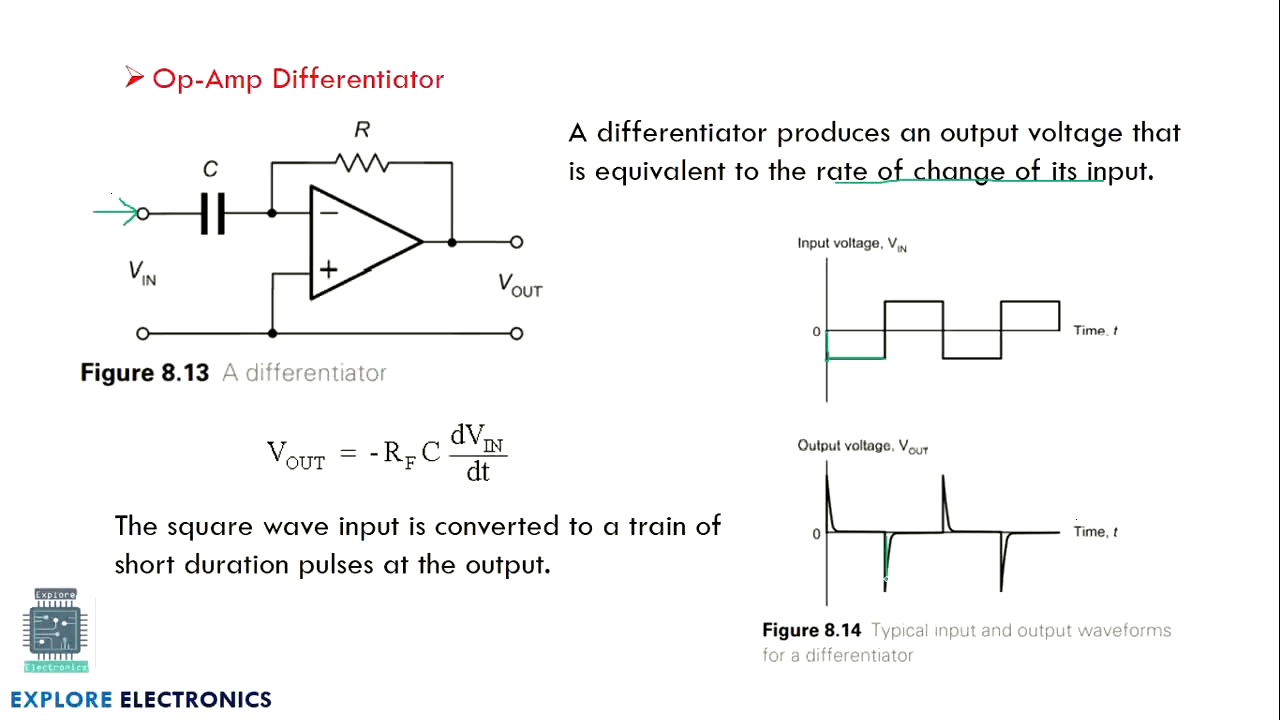 Op-Amp Differentiator
A differentiator produces an output voltage that
is equivalent to the rate of change of its input.
R
C
−
+
V_IN
V_OUT
Figure 8.13 A differentiator
V_OUT = - R_F C dV_IN/dt
The square wave input is converted to a train of
short duration pulses at the output.
Input voltage, V_IN
0
Time, t
Output voltage, V_OUT
0
Time, t
Figure 8.14 Typical input and output waveforms
for a differentiator
Explore
Electronics
EXPLORE ELECTRONICS